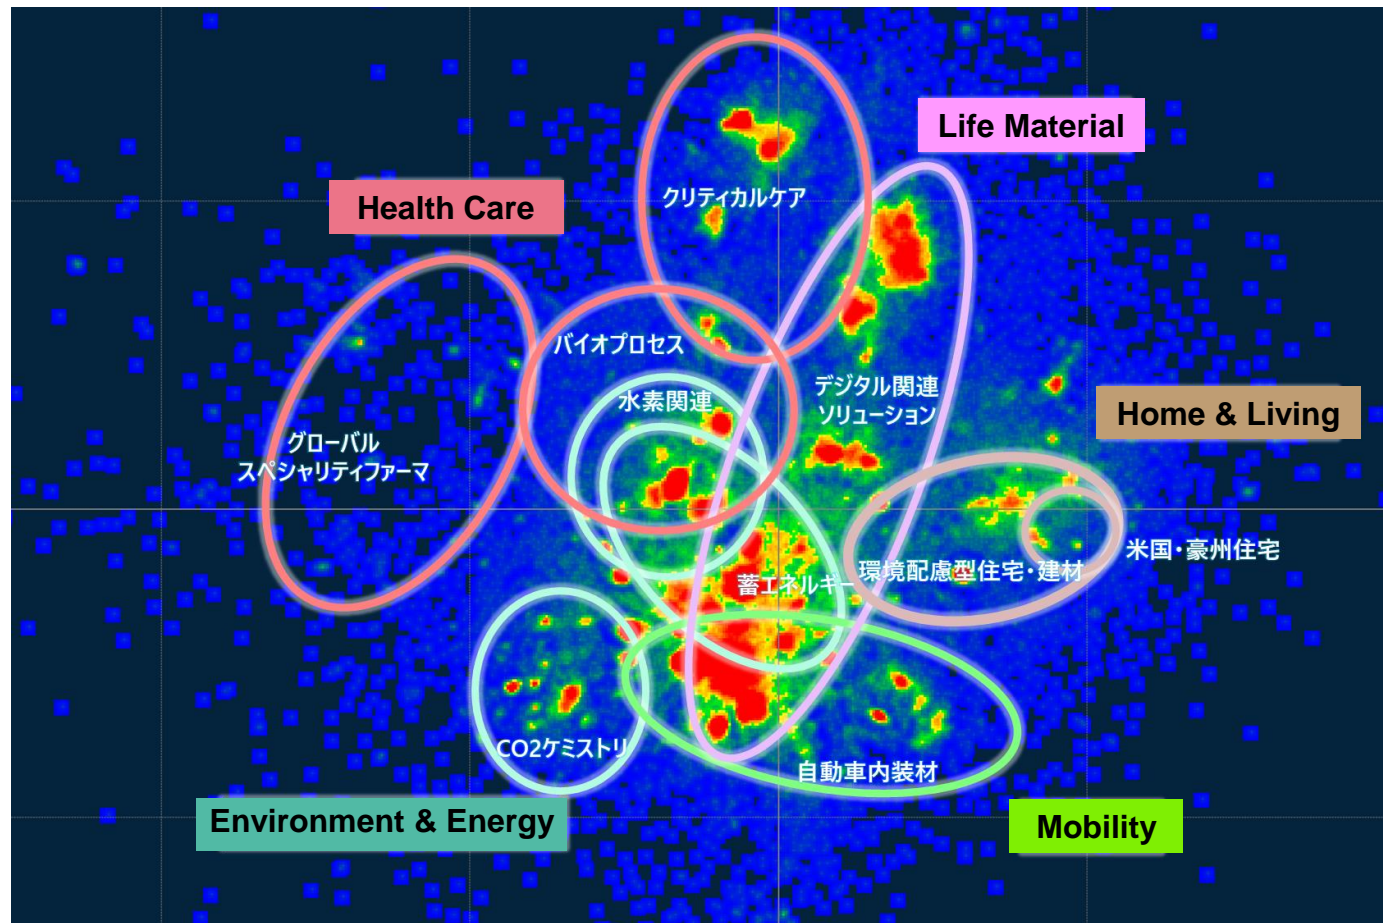 Life Material
クリティカルケア
Health Care
バイオプロセス
デジタル関連
ソリューション
水素関連
Home & Living
グローバル
スペシャリティファーマ
米国・豪州住宅
環境配慮型住宅・建材
蓄エネルギー
CO2ケミストリ
自動車内装材
Environment & Energy
Mobility